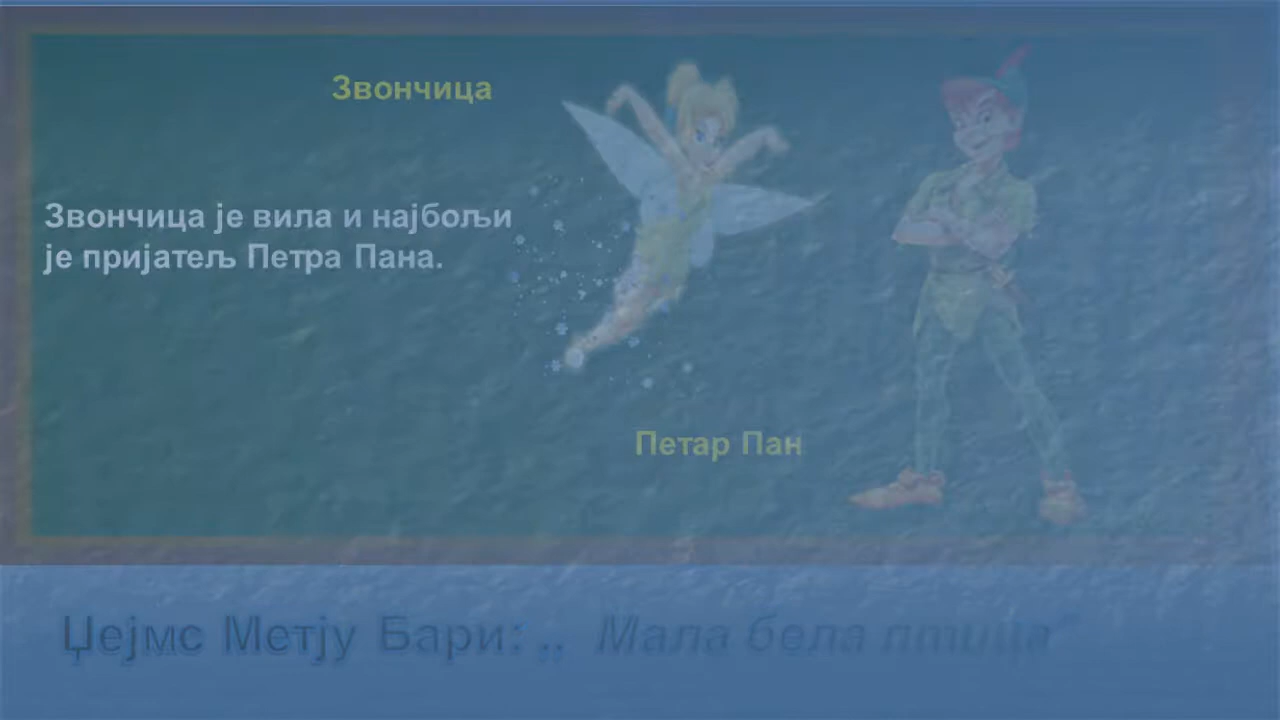 Звончица
Звончица је вила и најбољи
је пријатељ Петра Пана.
Петар Пан
Џејмс Метју Бари: ,, Мала бела птица“